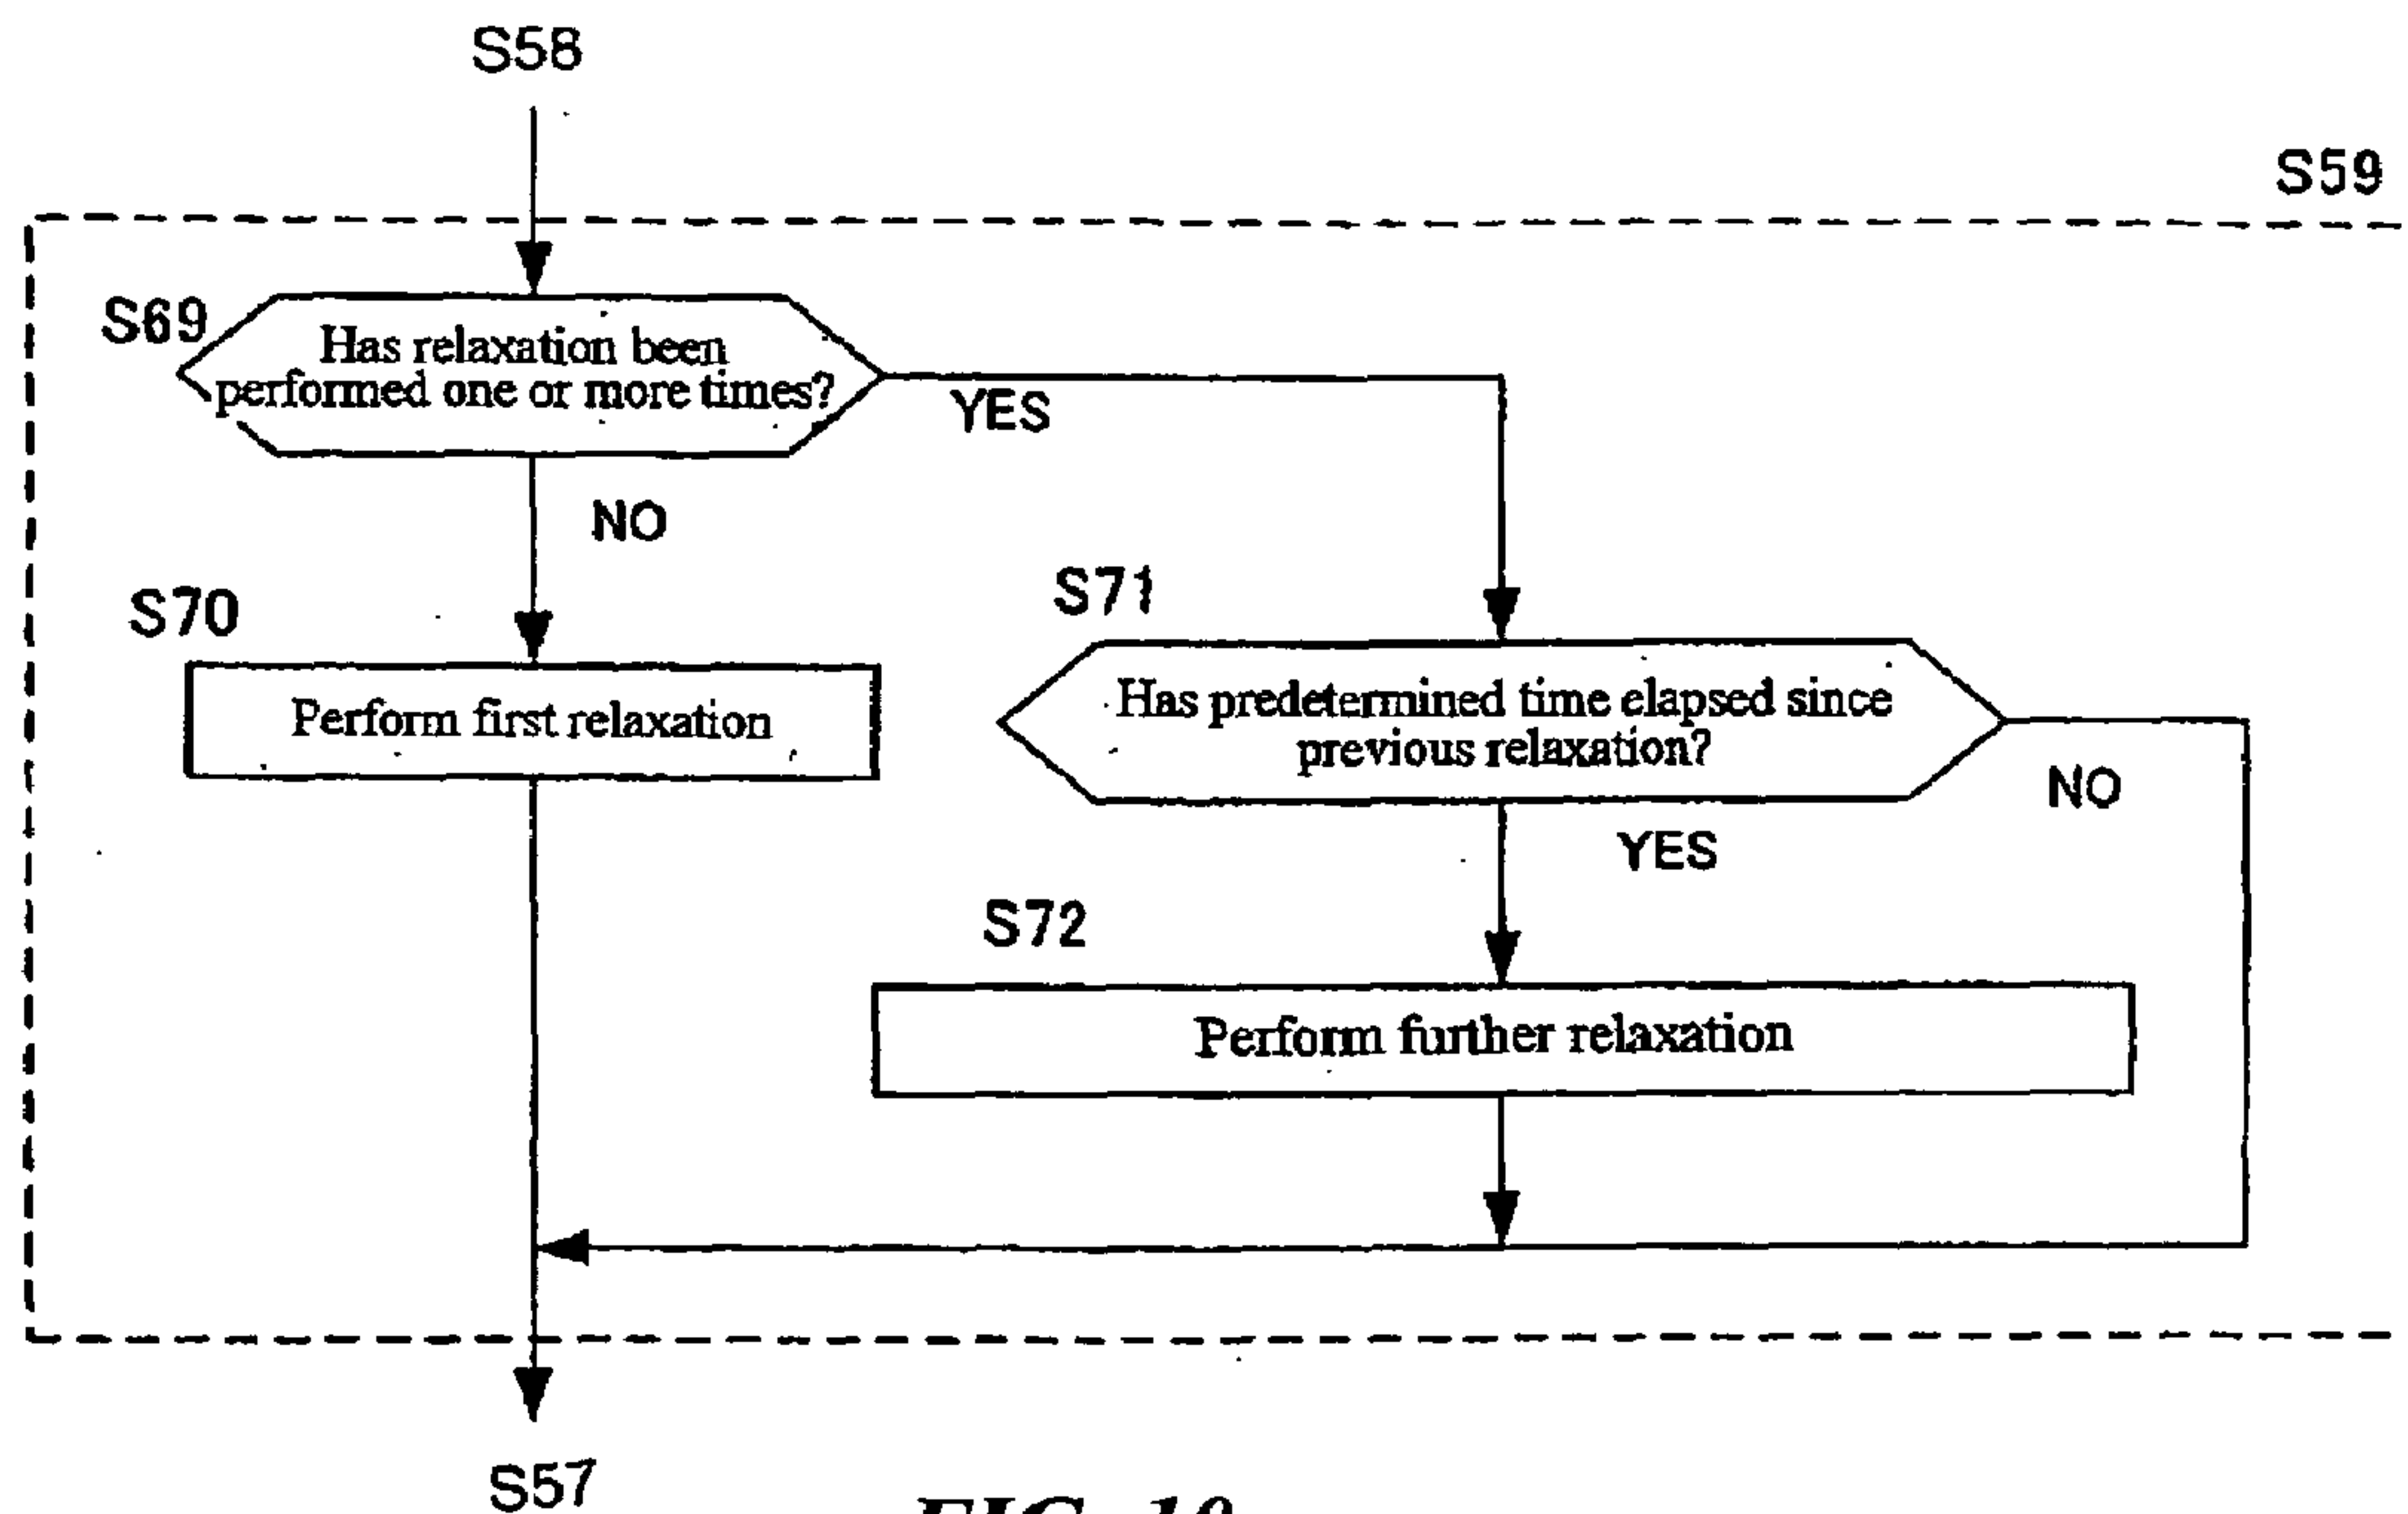 S58
S59
S69
Has relaxation been
performed one or more times?
YES
NO
S70
S71
Perform first relaxation
Has predetermined time elapsed since
previous relaxation?
NO
YES
S72
Perform further relaxation
S57